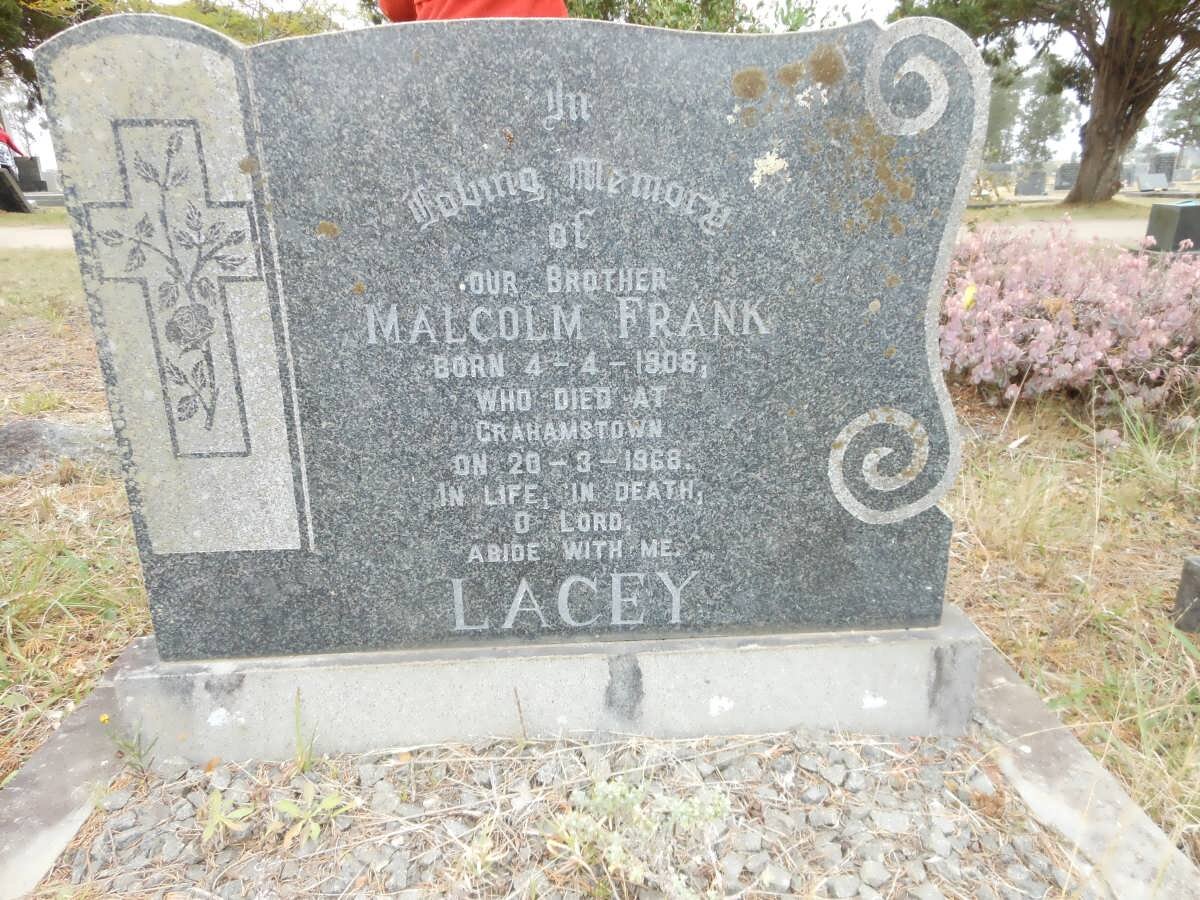 In
Loving Memory
of
OUR BROTHER
MALCOLM FRANK
BORN 4-4-1908,
WHO DIED AT
GRAHAMSTOWN
ON 20-3-1968.
IN LIFE, IN DEATH,
O LORD,
ABIDE WITH ME.
LACEY